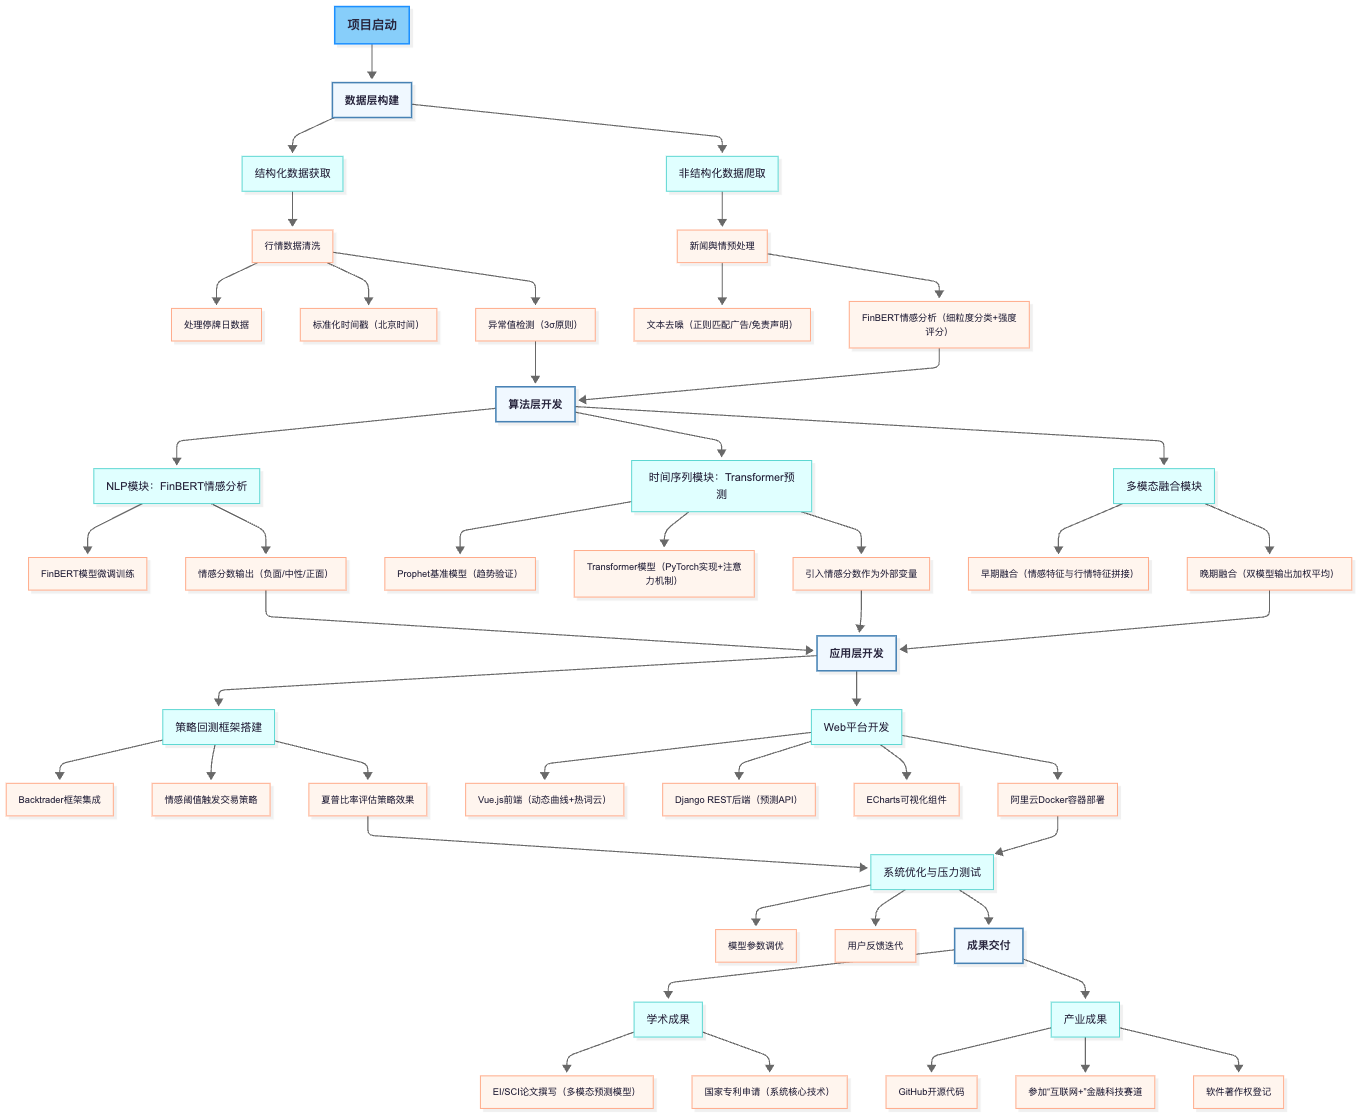 项目启动
数据层构建
结构化数据获取
非结构化数据爬取
行情数据清洗
新闻舆情预处理
处理停牌日数据
标准化时间戳（北京时间）
异常值检测（3σ原则）
文本去噪（正则匹配广告/免责声明）
FinBERT情感分析（细粒度分类+强度
评分）
算法层开发
NLP模块：FinBERT情感分析
时间序列模块：Transformer预
测
多模态融合模块
FinBERT模型微调训练
情感分数输出（负面/中性/正面）
Prophet基准模型（趋势验证）
Transformer模型（PyTorch实现+注意
力机制）
引入情感分数作为外部变量
早期融合（情感特征与行情特征拼接）
晚期融合（双模型输出加权平均）
应用层开发
策略回测框架搭建
Web平台开发
Backtrader框架集成
情感阈值触发交易策略
夏普比率评估策略效果
Vue.js前端（动态曲线+热词云）
Django REST后端（预测API）
ECharts可视化组件
阿里云Docker容器部署
系统优化与压力测试
模型参数调优
用户反馈迭代
成果交付
学术成果
产业成果
EI/SCI论文撰写（多模态预测模型）
国家专利申请（系统核心技术）
GitHub开源代码
参加“互联网+”金融科技赛道
软件著作权登记